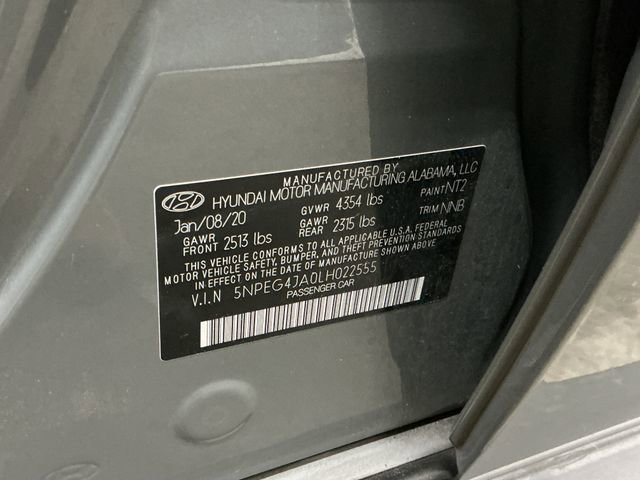 MANUFACTURED BY
HYUNDAI MOTOR MANUFACTURING ALABAMA, LLC
Jan/08/20 GVWR 4354 lbs PAINT NT2
GAWR FRONT 2513 lbs GAWR REAR 2315 lbs TRIM NNB
THIS VEHICLE CONFORMS TO ALL APPLICABLE U.S.A. FEDERAL
MOTOR VEHICLE SAFETY, BUMPER, AND THEFT PREVENTION
STANDARDS IN EFFECT ON THE DATE OF MANUFACTURE SHOWN ABOVE.
V.I.N 5NPEG4JA0LH022555
PASSENGER CAR